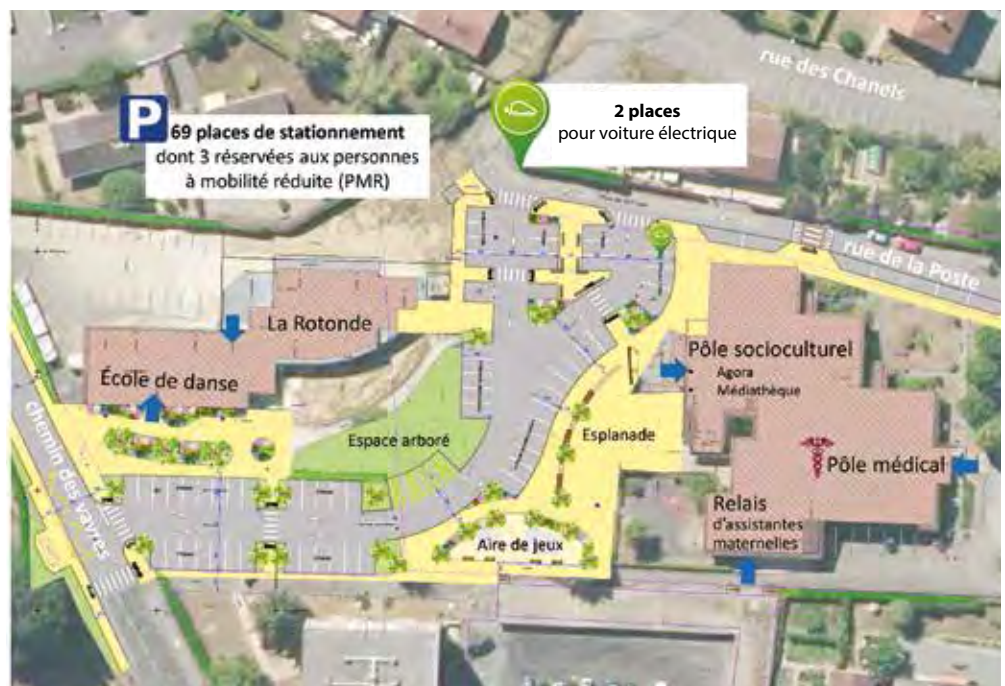 rue des Chanels
P
69 places de stationnement
dont 3 réservées aux personnes
à mobilité réduite (PMR)
2 places
pour voiture électrique
rue de la Poste
La Rotonde
École de danse
Pôle socioculturel
Agora
Médiathèque
chemin des vayvres
Espace arboré
Esplanade
Pôle médical
Relais
d'assistantes
maternelles
Aire de jeux